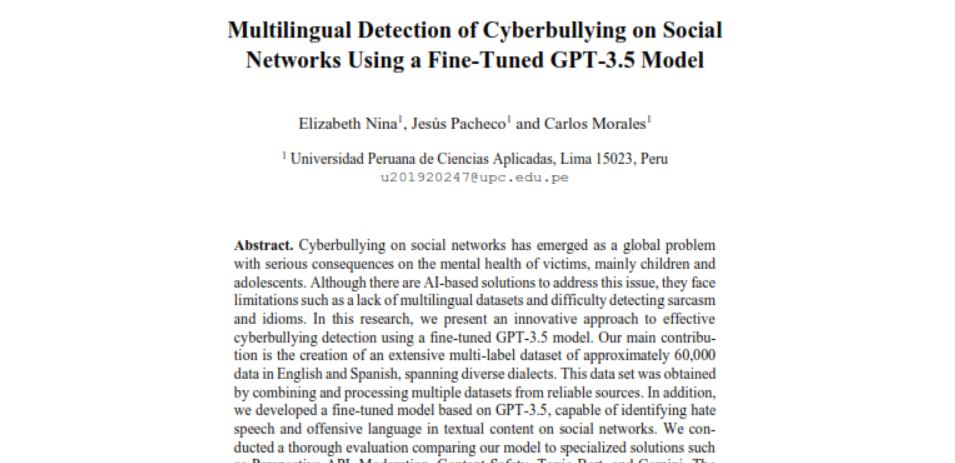 Multilingual Detection of Cyberbullying on Social
Networks Using a Fine-Tuned GPT-3.5 Model
Elizabeth Nina¹, Jesús Pacheco¹ and Carlos Morales¹
¹ Universidad Peruana de Ciencias Aplicadas, Lima 15023, Peru
u201920247@upc.edu.pe
Abstract. Cyberbullying on social networks has emerged as a global problem
with serious consequences on the mental health of victims, mainly children and
adolescents. Although there are AI-based solutions to address this issue, they face
limitations such as a lack of multilingual datasets and difficulty detecting sarcasm
and idioms. In this research, we present an innovative approach to effective
cyberbullying detection using a fine-tuned GPT-3.5 model. Our main contribu-
tion is the creation of an extensive multi-label dataset of approximately 60,000
data in English and Spanish, spanning diverse dialects. This data set was obtained
by combining and processing multiple datasets from reliable sources. In addition,
we developed a fine-tuned model based on GPT-3.5, capable of identifying hate
speech and offensive language in textual content on social networks. We con-
ducted a thorough evaluation comparing our model to specialized solutions such